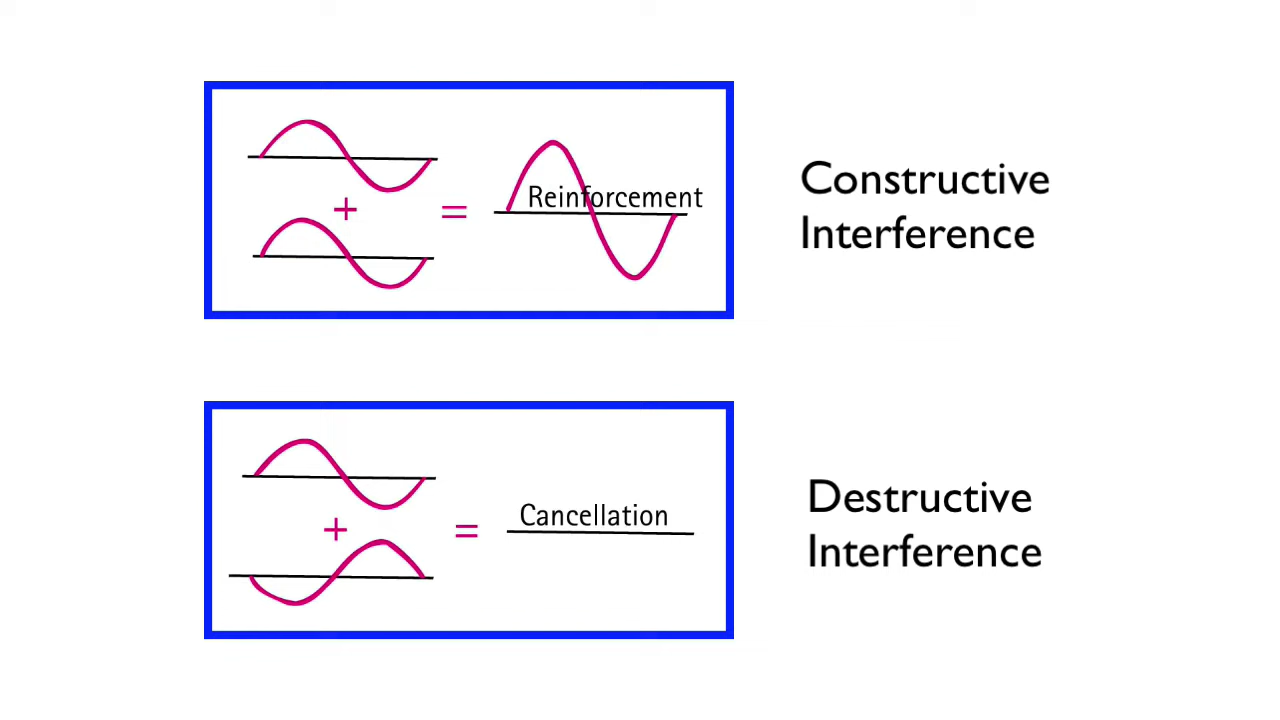 +
=
Reinforcement
Constructive
Interference
+
=
Cancellation
Destructive
Interference